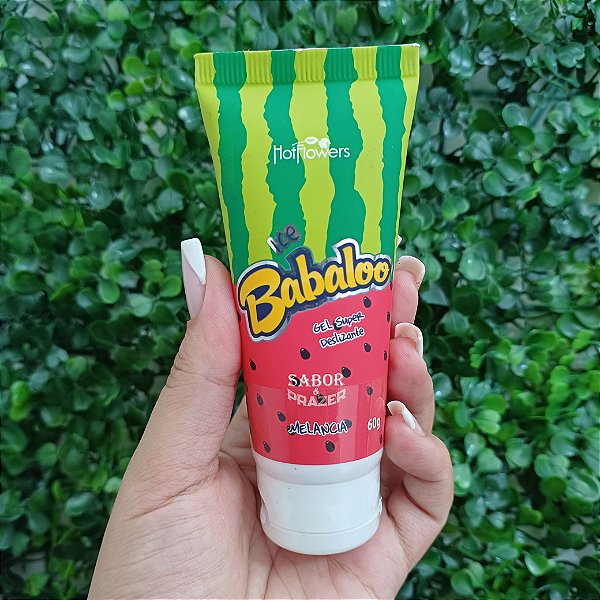 HotFlowers
Ice
Babaloo
Gel Super
Deslizante
SABOR
&
PRAZER
MELANCIA
60g